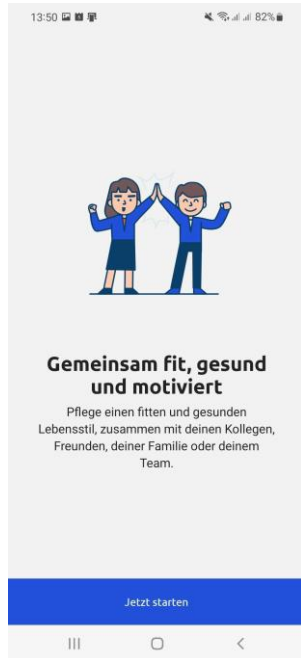 13:50 82%
Gemeinsam fit, gesund
und motiviert
Pflege einen fitten und gesunden
Lebensstil, zusammen mit deinen Kollegen,
Freunden, deiner Familie oder deinem
Team.
Jetzt starten